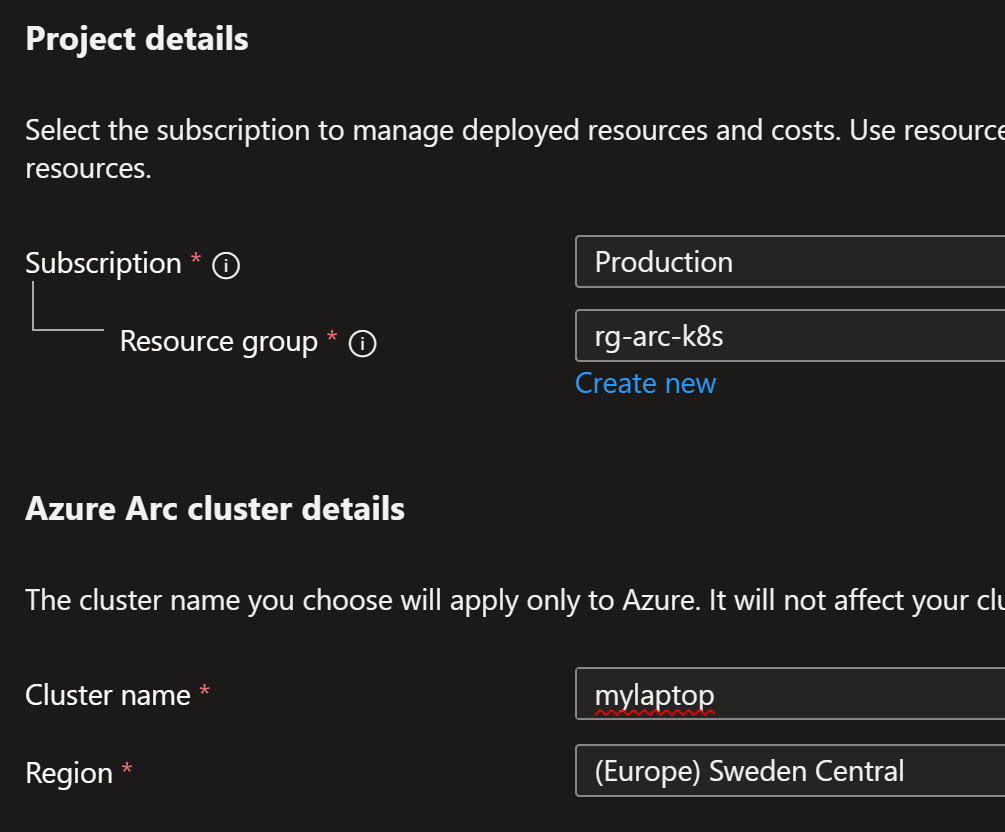 Project details
Select the subscription to manage deployed resources and costs. Use resource
resources.
Subscription *
Production
Resource group *
rg-arc-k8s
Create new
Azure Arc cluster details
The cluster name you choose will apply only to Azure. It will not affect your clu
Cluster name *
mylaptop
Region *
(Europe) Sweden Central